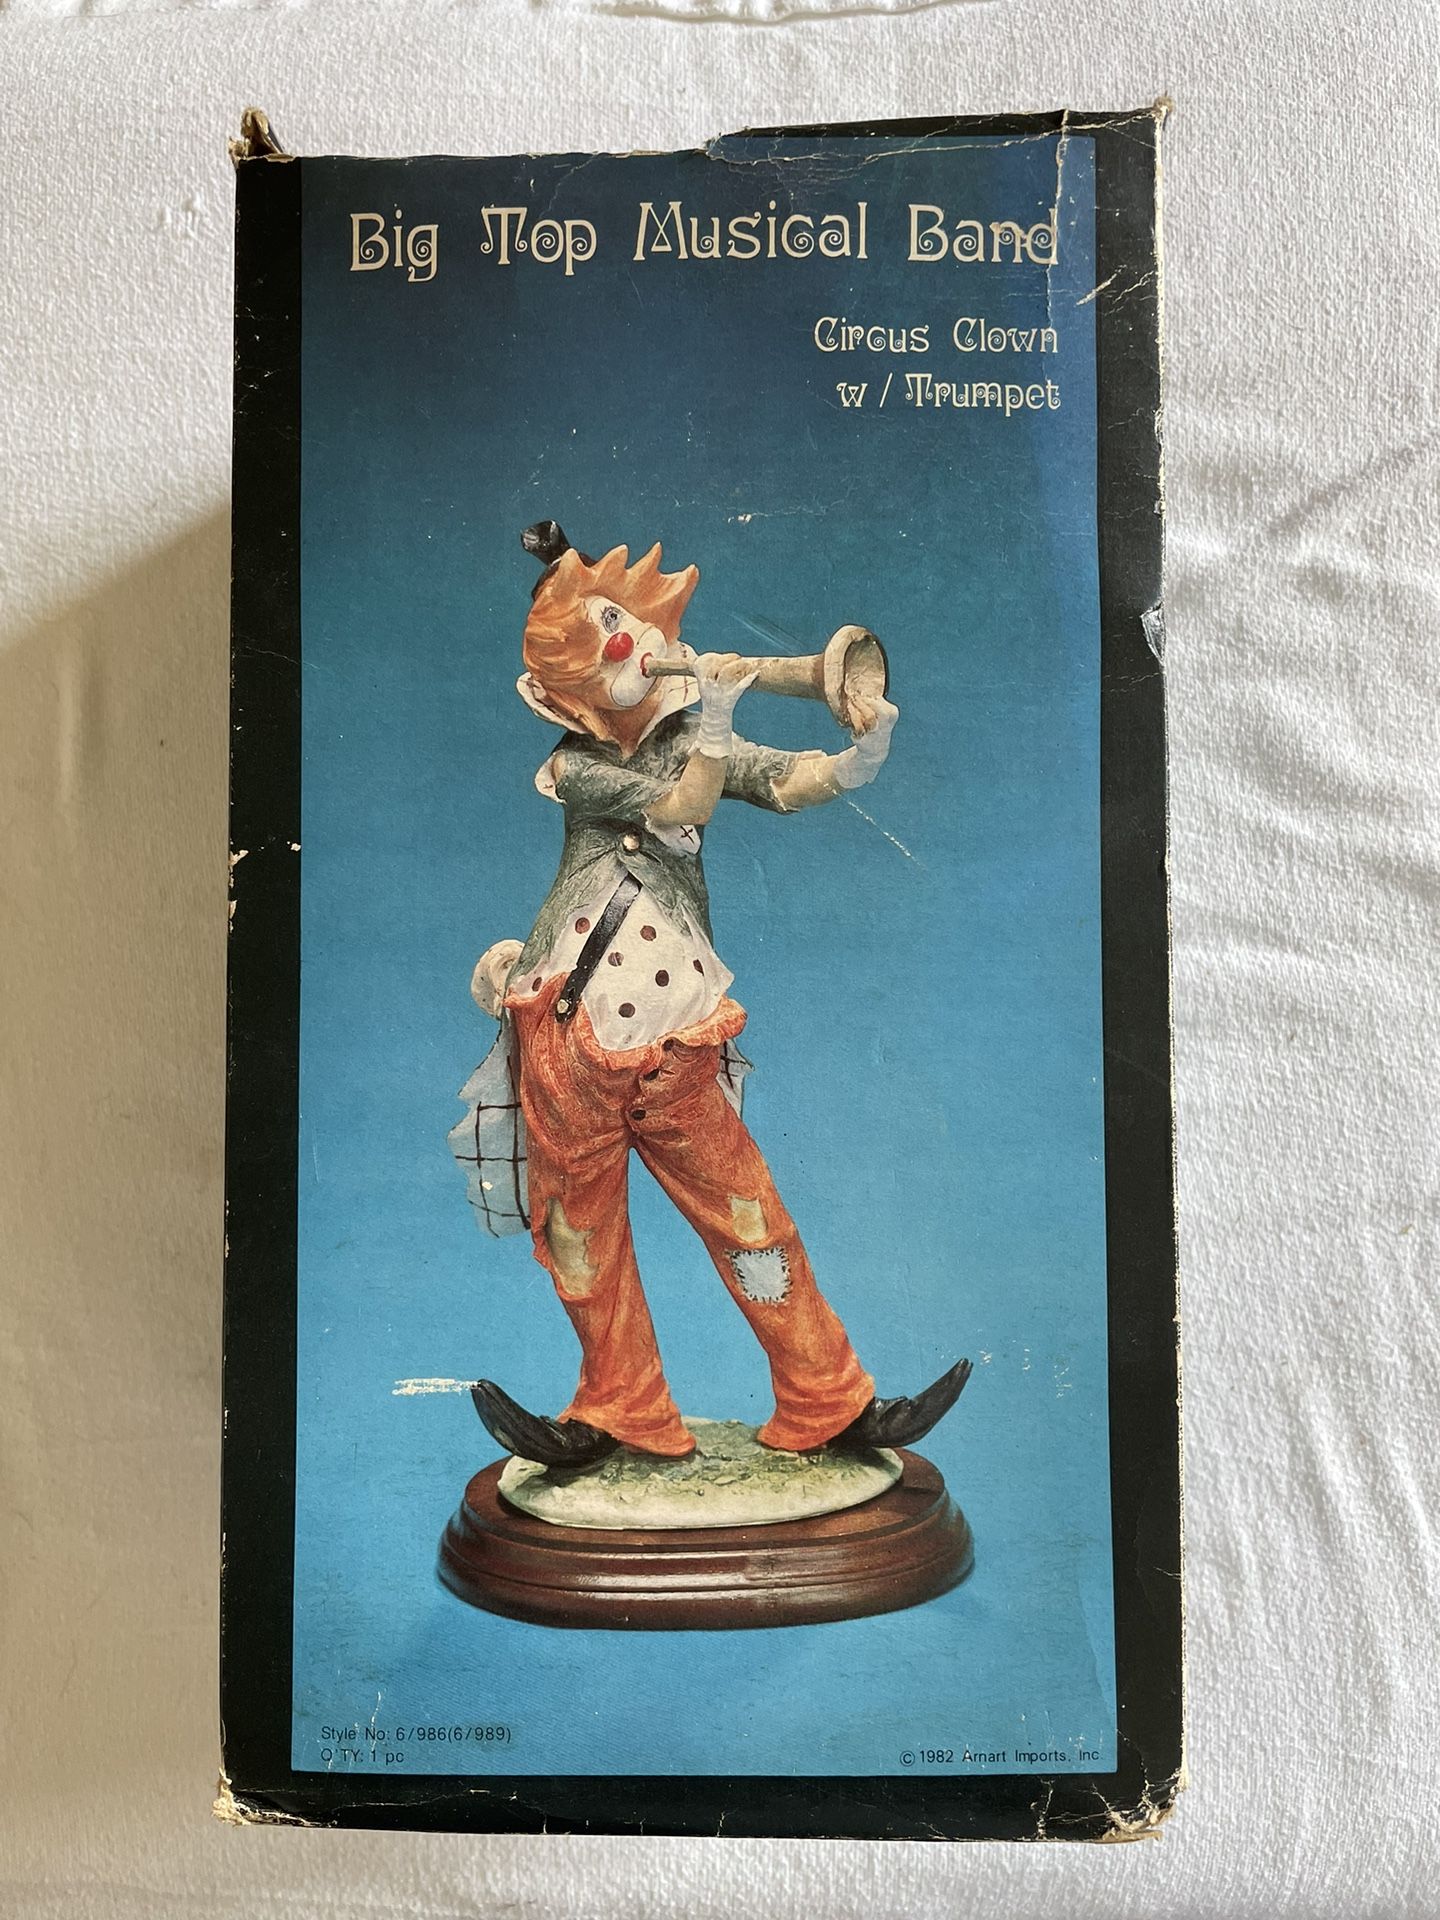 Big Top Musical Band
Circus Clown
w / Trumpet
Style No: 6/986(6/989)
Q'TY: 1 pc
© 1982 Arnart Imports, Inc